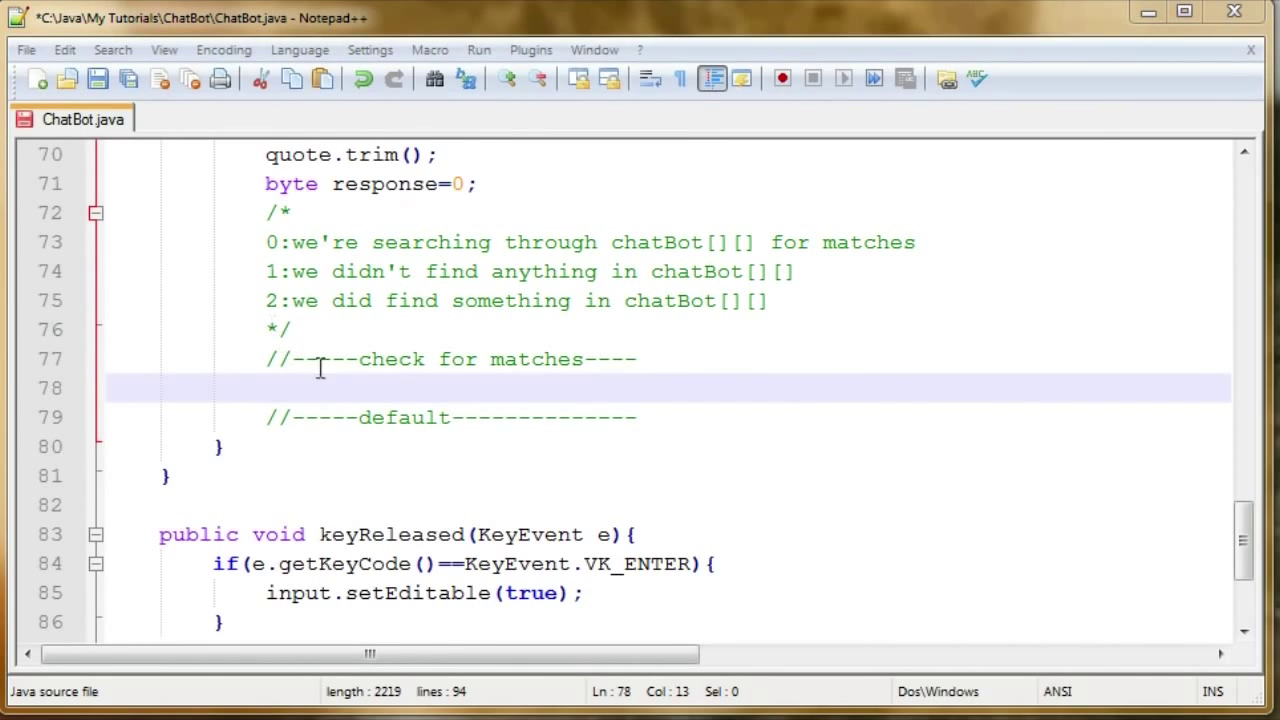 *C:\Java\My Tutorials\ChatBot\ChatBot.java - Notepad++
File Edit Search View Encoding Language Settings Macro Run Plugins Window ? X
ABC
ChatBot.java
70 quote.trim();
71 byte response=0;
72 /*
73 0:we're searching through chatBot[][] for matches
74 1:we didn't find anything in chatBot[][]
75 2:we did find something in chatBot[][]
76 */
77 //-----check for matches----
78
79 //-----default--------------
80 }
81 }
82
83 public void keyReleased(KeyEvent e){
84 if(e.getKeyCode()==KeyEvent.VK_ENTER){
85 input.setEditable(true);
86 }
Java source file length : 2219 lines : 94 Ln : 78 Col : 13 Sel : 0 Dos\Windows ANSI INS